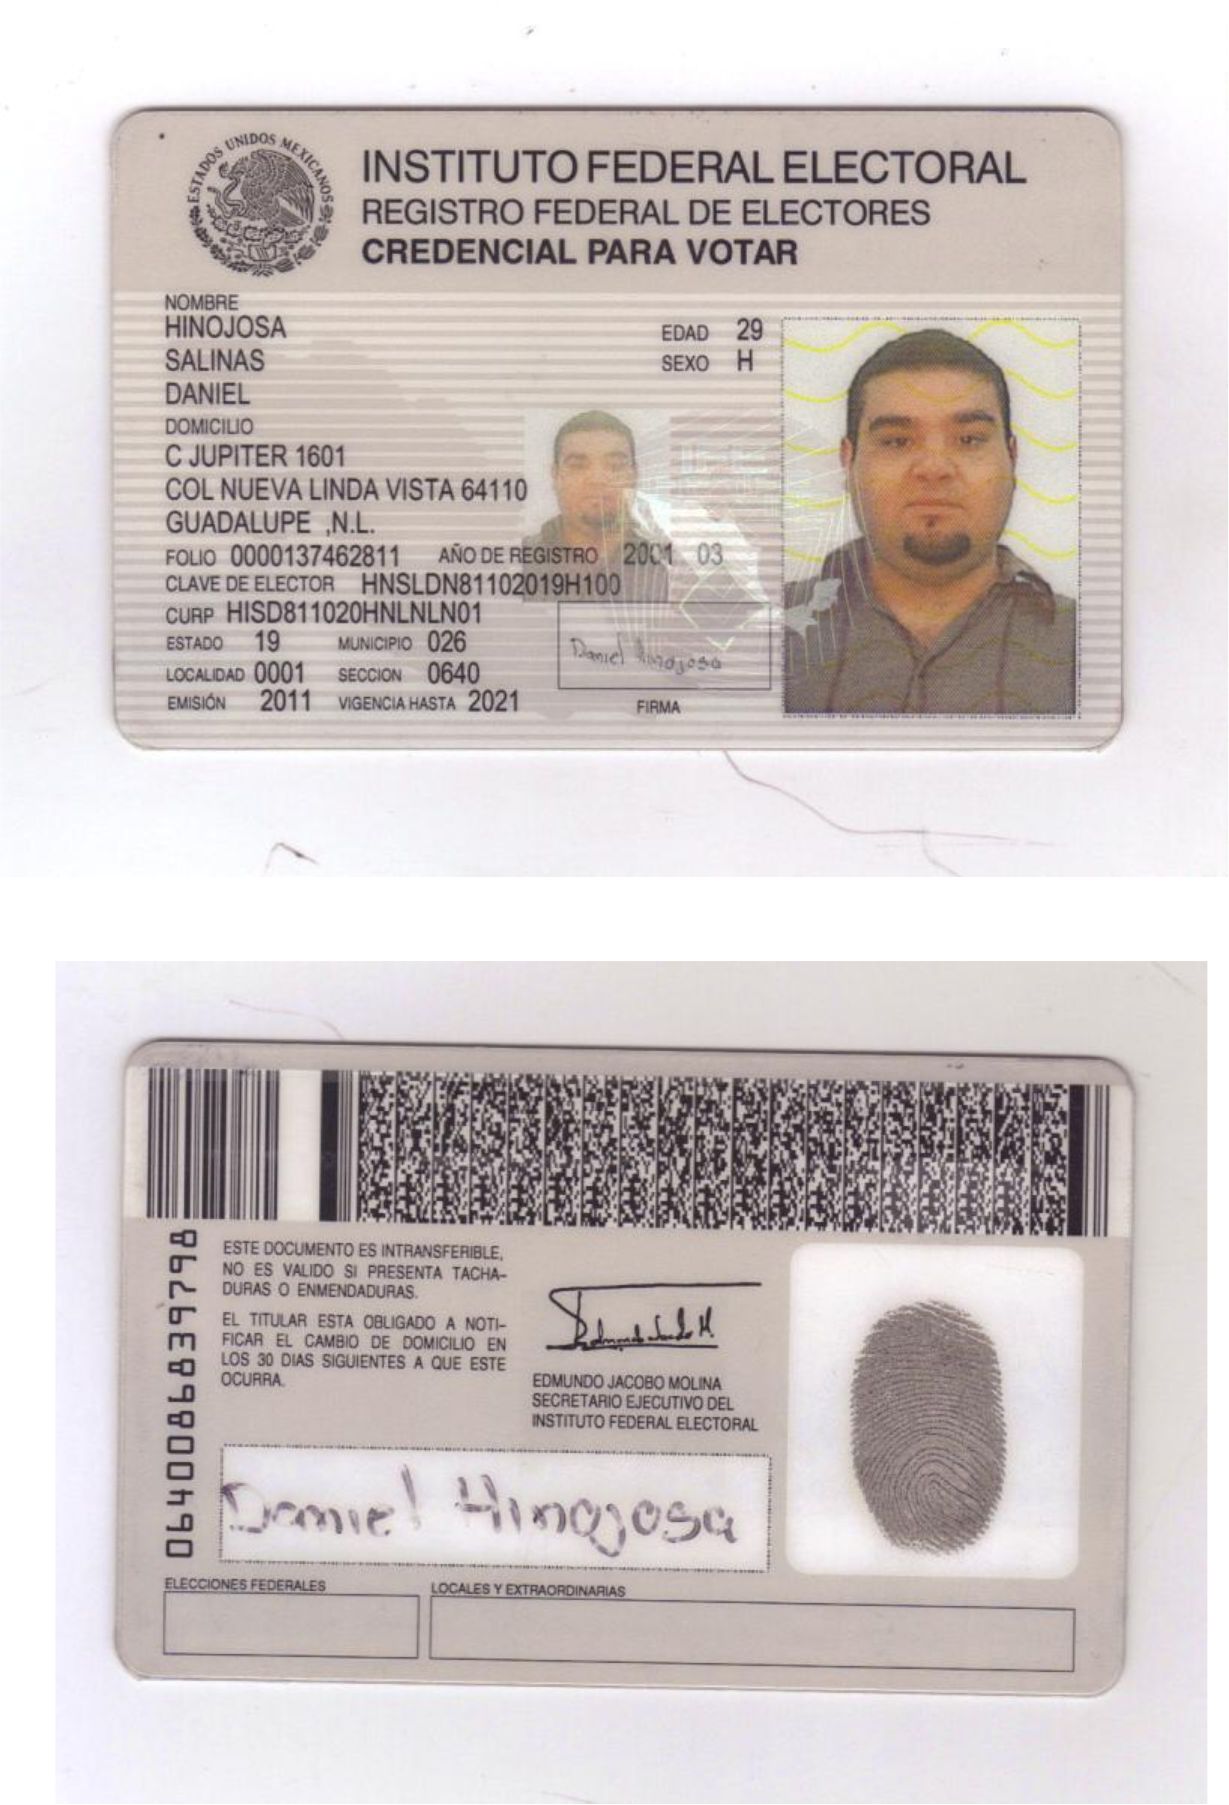 ESTADOS UNIDOS MEXICANOS
INSTITUTO FEDERAL ELECTORAL
REGISTRO FEDERAL DE ELECTORES
CREDENCIAL PARA VOTAR
NOMBRE
HINOJOSA
SALINAS
DANIEL
EDAD 29
SEXO H
DOMICILIO
C JUPITER 1601
COL NUEVA LINDA VISTA 64110
GUADALUPE ,N.L.
FOLIO 0000137462811 AÑO DE REGISTRO 2001 03
CLAVE DE ELECTOR HNSLDN81102019H100
CURP HISD811020HNLNLN01
ESTADO 19 MUNICIPIO 026
LOCALIDAD 0001 SECCION 0640
EMISIÓN 2011 VIGENCIA HASTA 2021
Daniel Hinojosa
FIRMA
0640086839798
ESTE DOCUMENTO ES INTRANSFERIBLE,
NO ES VALIDO SI PRESENTA TACHA-
DURAS O ENMENDADURAS.
EL TITULAR ESTA OBLIGADO A NOTI-
FICAR EL CAMBIO DE DOMICILIO EN
LOS 30 DIAS SIGUIENTES A QUE ESTE
OCURRA.
EDMUNDO JACOBO MOLINA
SECRETARIO EJECUTIVO DEL
INSTITUTO FEDERAL ELECTORAL
Daniel Hinojosa
ELECCIONES FEDERALES
LOCALES Y EXTRAORDINARIAS